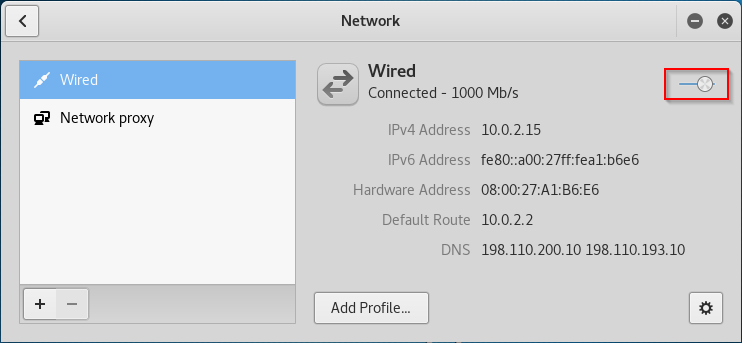 Network
Wired
Network proxy
Wired
Connected - 1000 Mb/s
IPv4 Address 10.0.2.15
IPv6 Address fe80::a00:27ff:fea1:b6e6
Hardware Address 08:00:27:A1:B6:E6
Default Route 10.0.2.2
DNS 198.110.200.10 198.110.193.10
Add Profile...